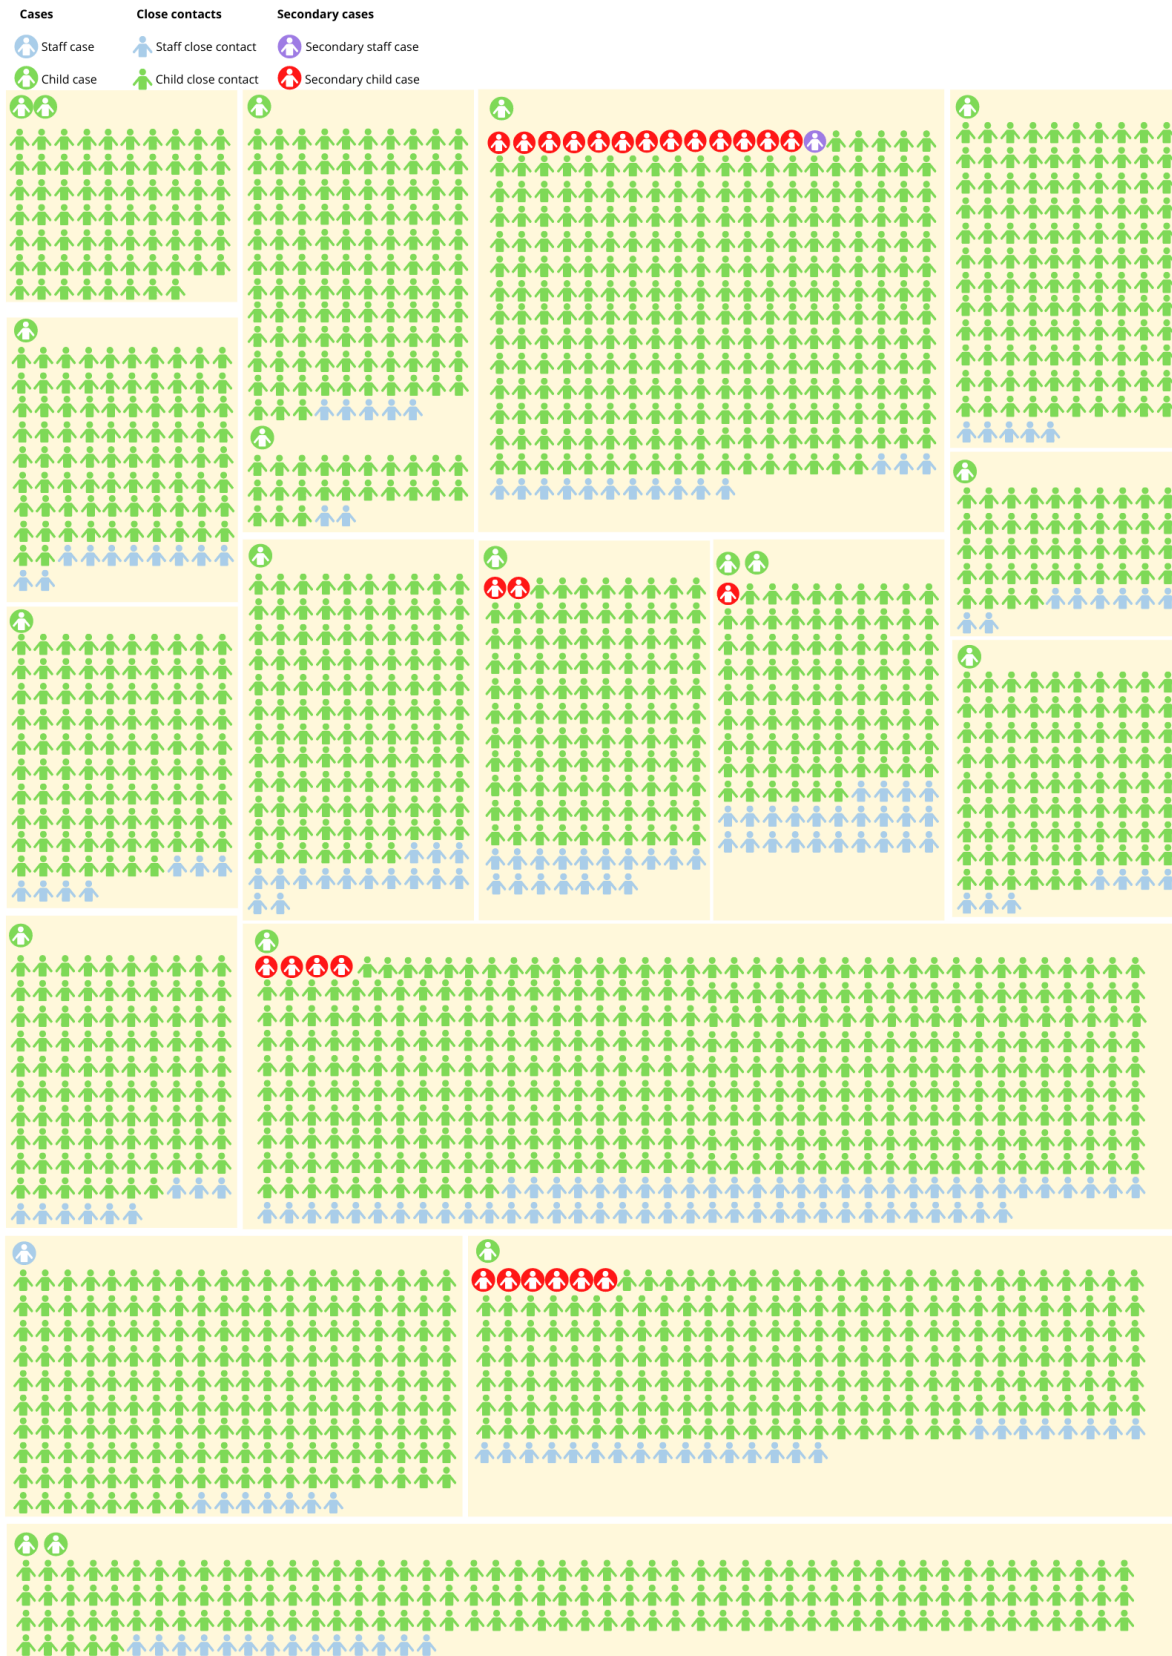 Cases Close contacts Secondary cases
Staff case Staff close contact Secondary staff case
Child case Child close contact Secondary child case